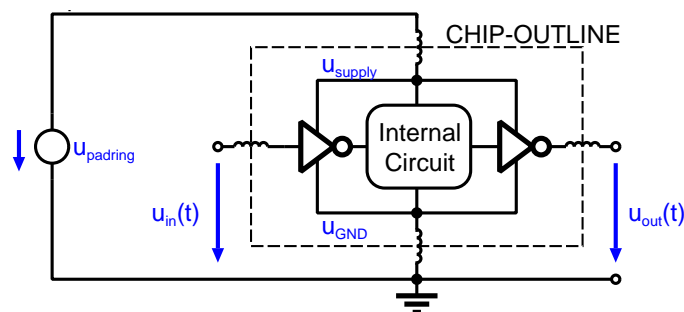 CHIP-OUTLINE
u_supply
u_padring
Internal
Circuit
u_in(t)
u_out(t)
u_GND